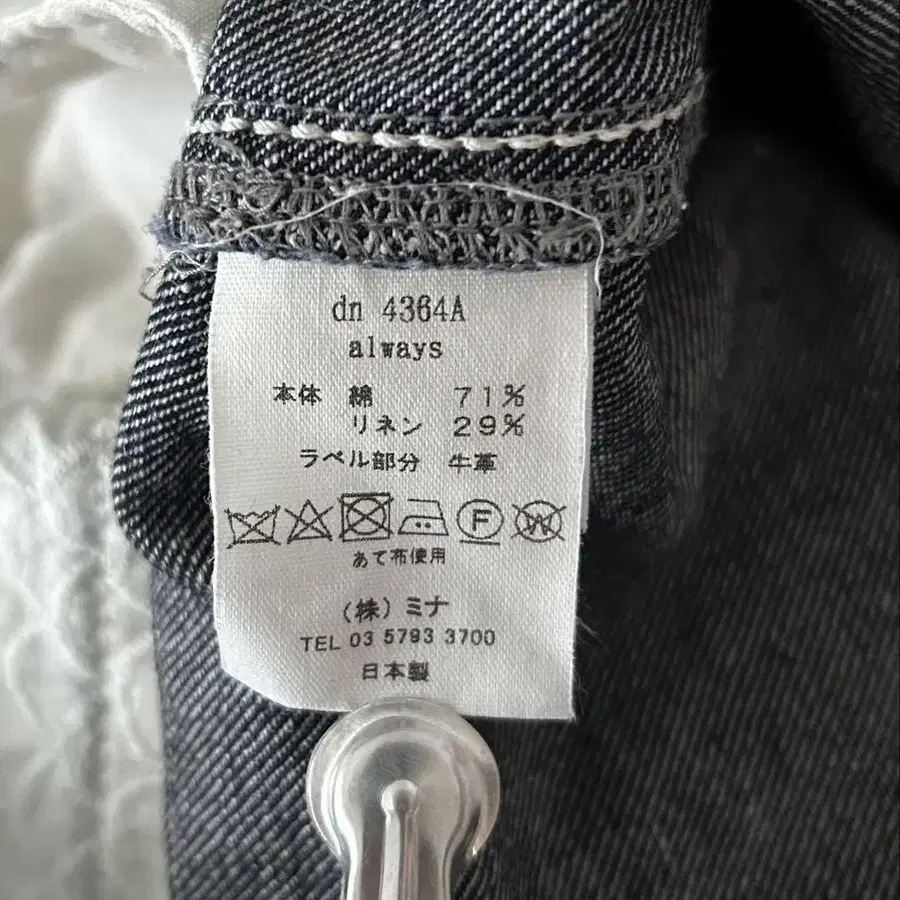 dn 4364A
always
本体 綿 71%
リネン 29%
ラベル部分 牛革
F W
あて布使用
(株)ミナ
TEL 03 5793 3700
日本製